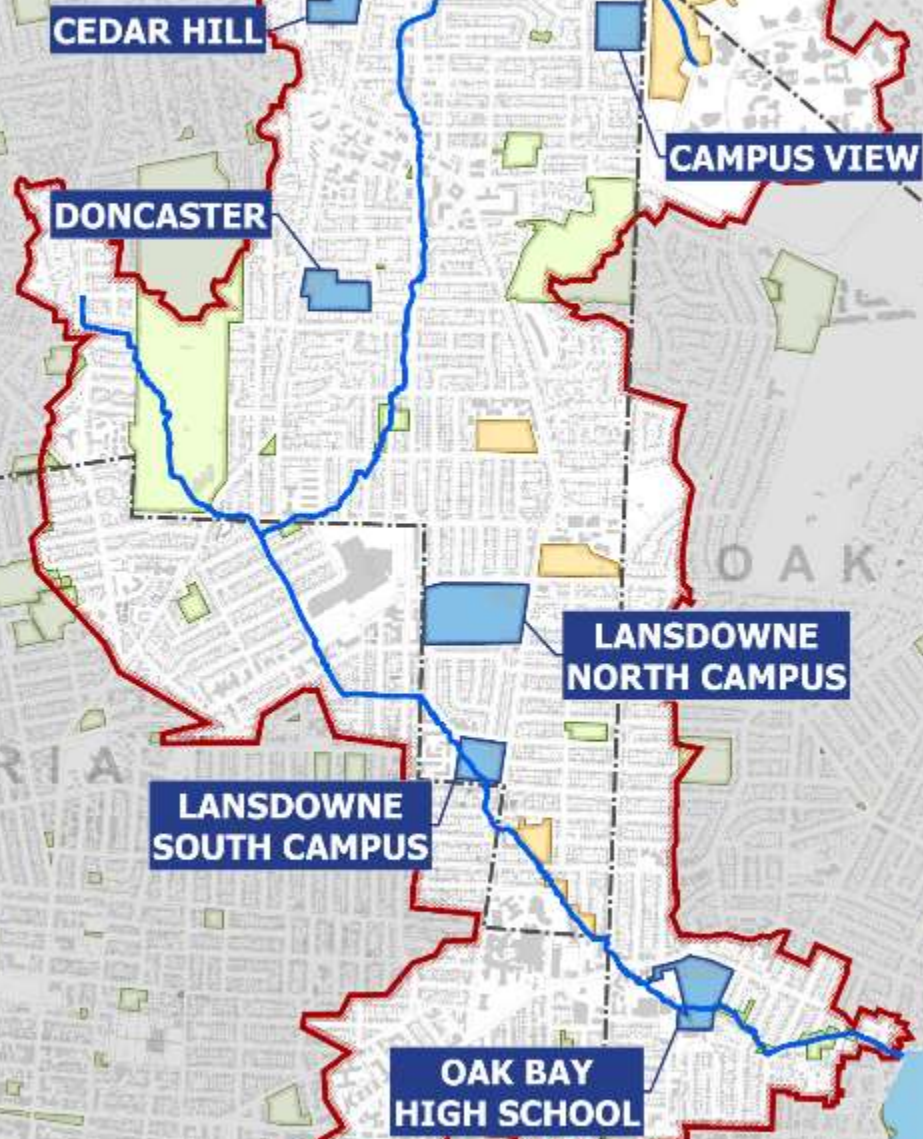 CEDAR HILL
CAMPUS VIEW
DONCASTER
OAK
LANSDOWNE
NORTH CAMPUS
RIA
LANSDOWNE
SOUTH CAMPUS
OAK BAY
HIGH SCHOOL